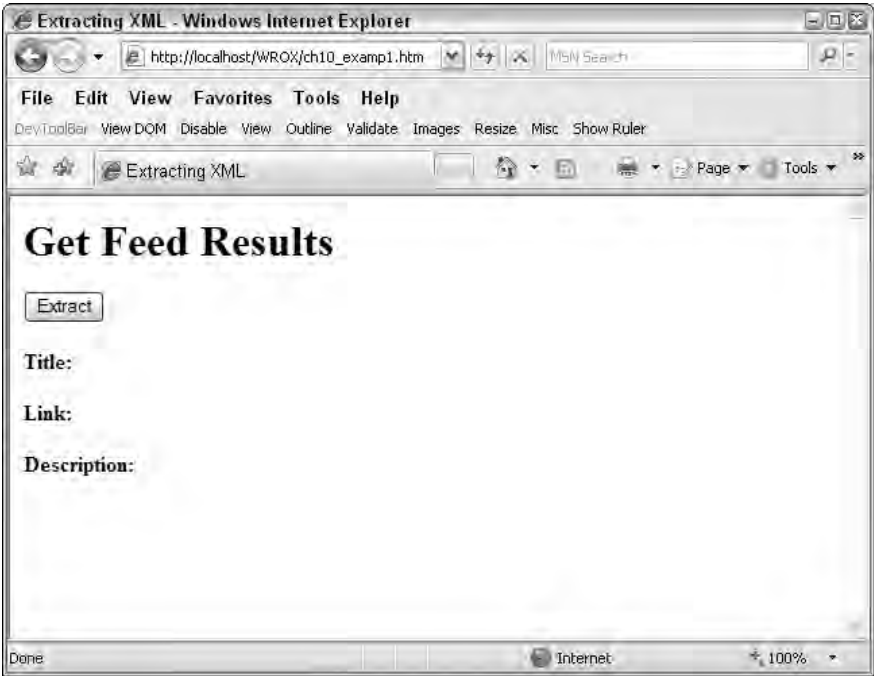 Extracting XML - Windows Internet Explorer
http://localhost/WROX/ch10_examp1.htm MSN Search
File Edit View Favorites Tools Help
DevToolBar View DOM Disable View Outline Validate Images Resize Misc Show Ruler
Extracting XML Page Tools »
Get Feed Results
Extract
Title:
Link:
Description:
Done Internet 100%